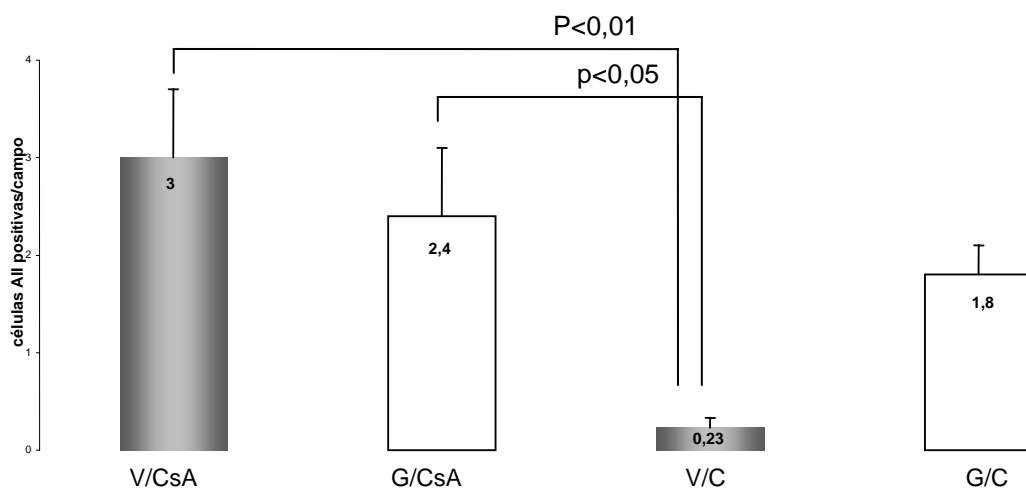 P<0,01
p<0,05
células AII positivas/campo
4
3
2
1
0
3
2,4
0,23
1,8
V/CsA
G/CsA
V/C
G/C